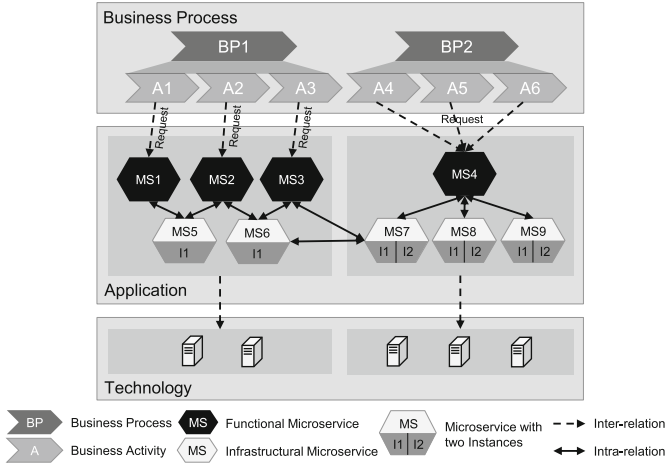 Business Process
BP1 BP2
A1 A2 A3 A4 A5 A6
Request Request Request Request
MS1 MS2 MS3 MS4
MS5 MS6 MS7 MS8 MS9
I1 I1 I1 I2 I1 I2 I1 I2
Application
Technology
BP Business Process MS Functional Microservice MS Microservice with Inter-relation
A Business Activity MS Infrastructural Microservice I1 I2 two Instances Intra-relation